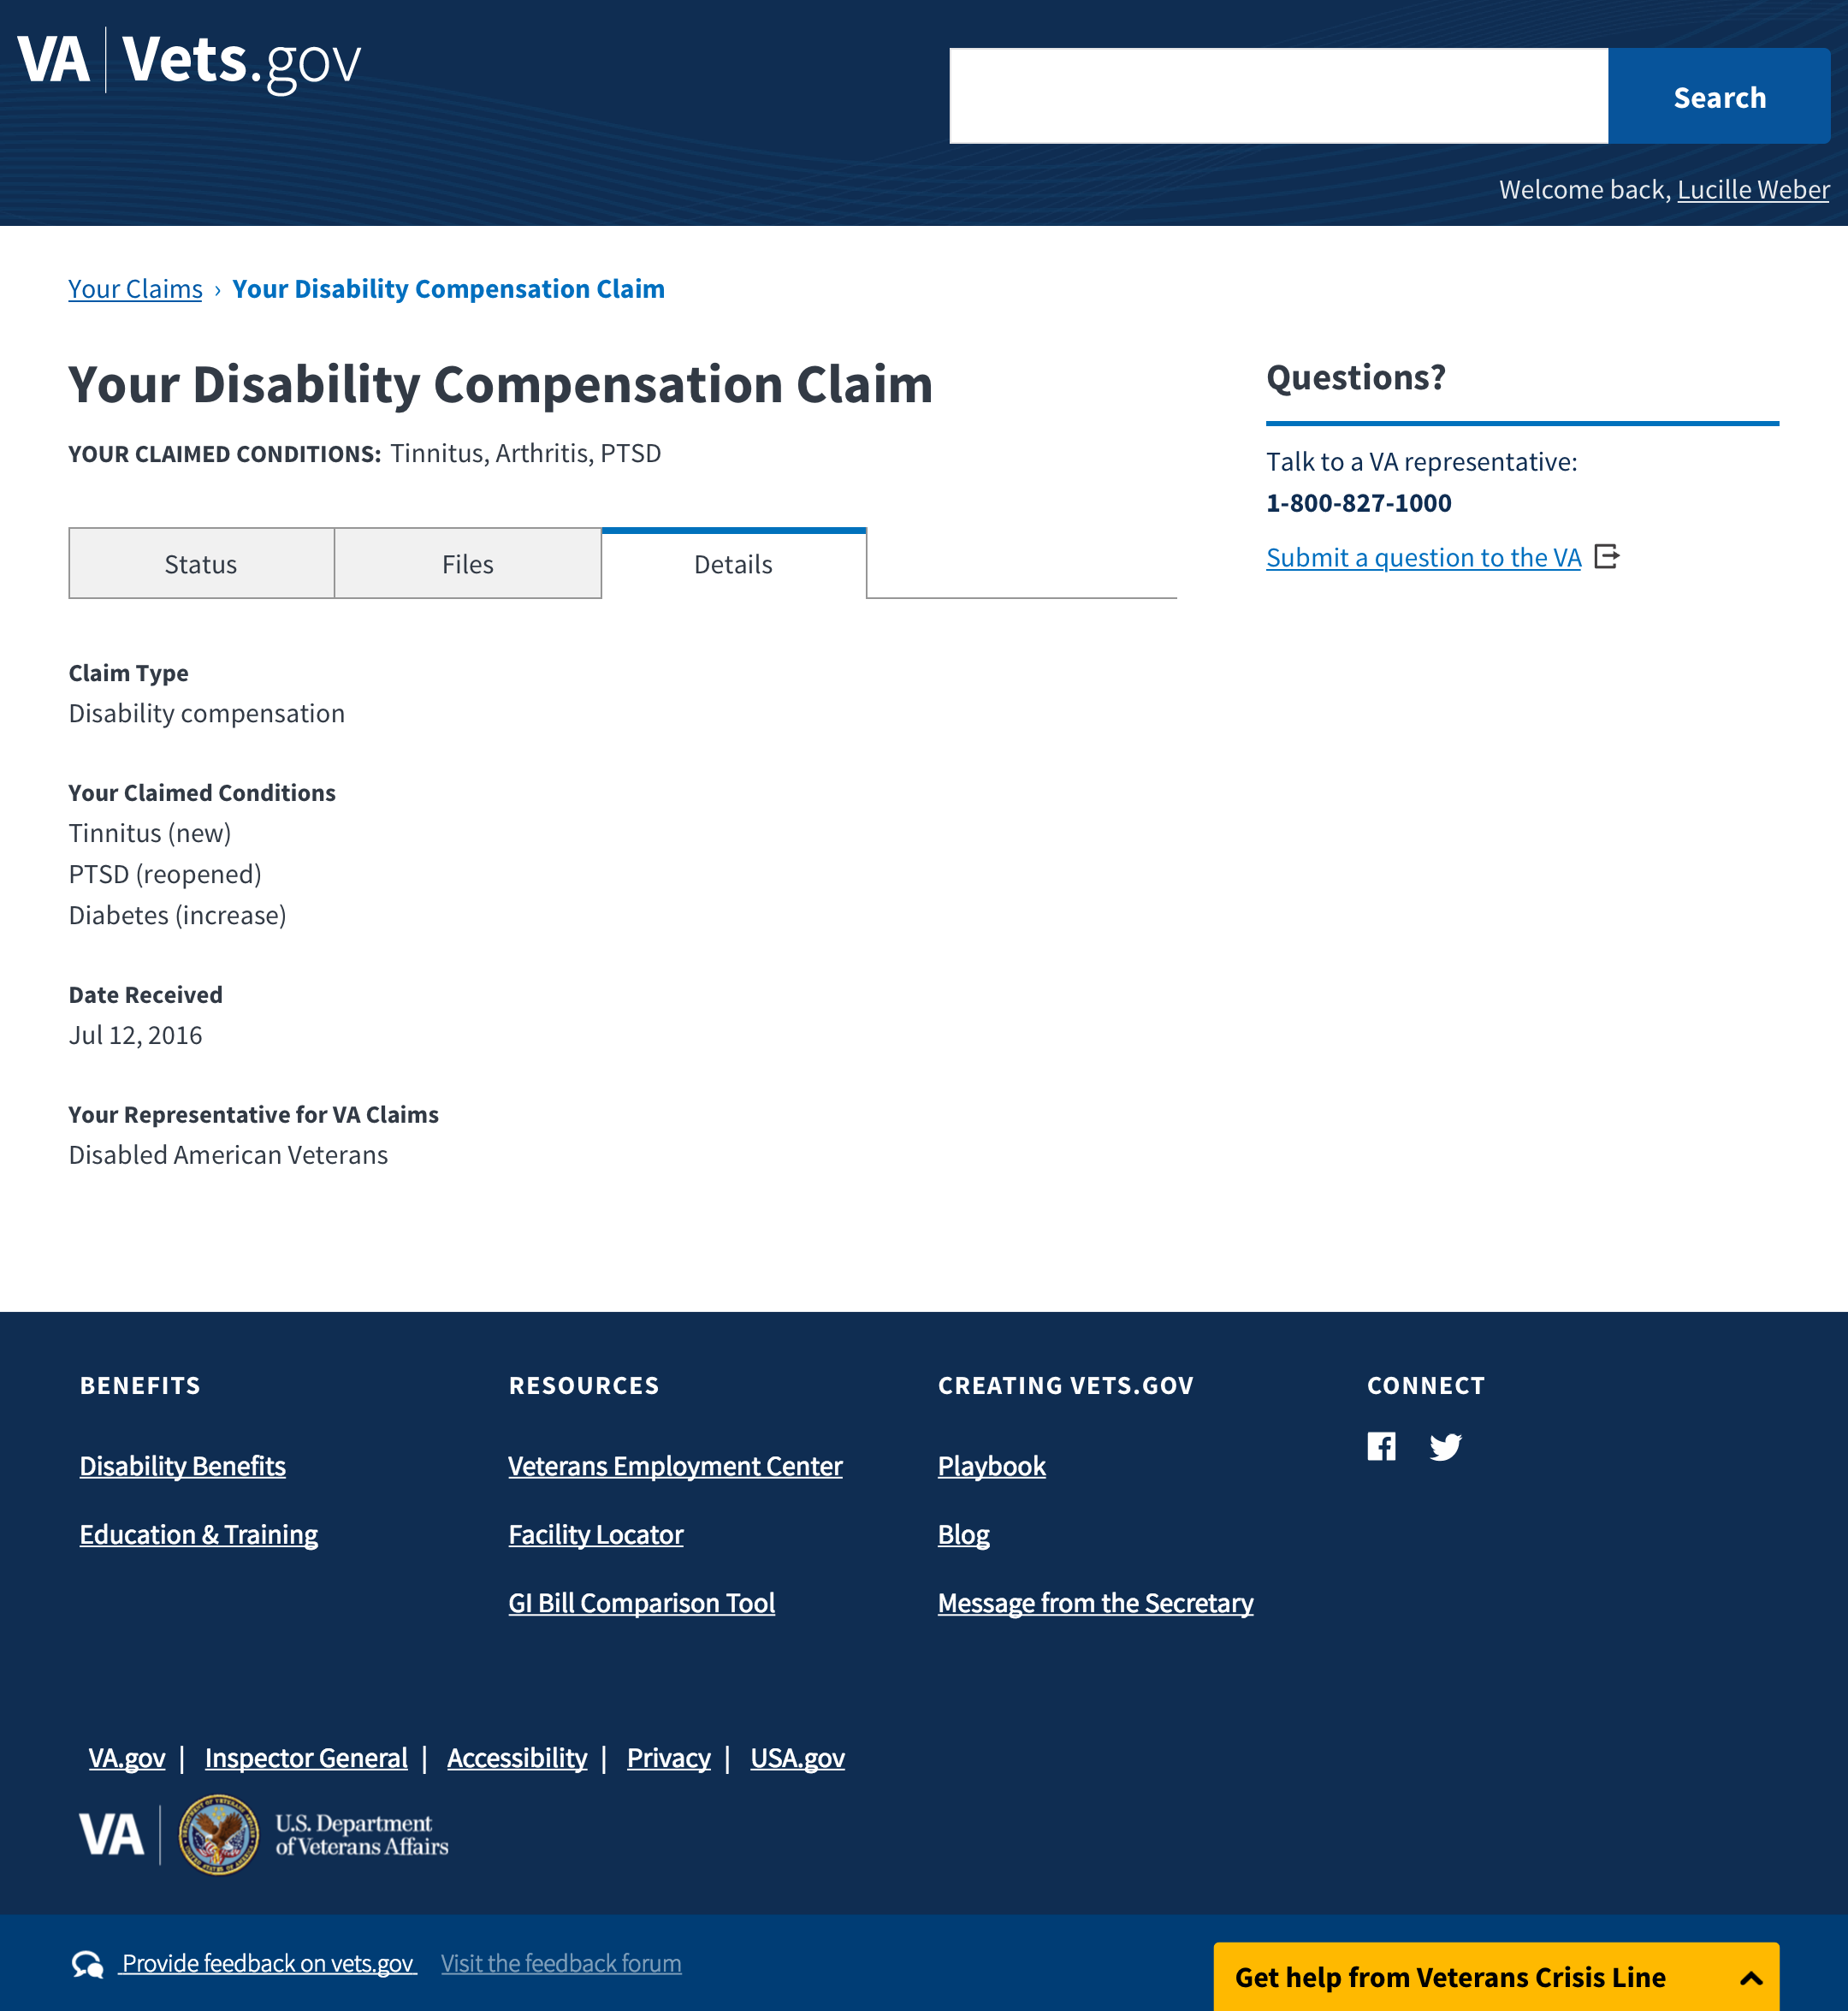 VA | Vets.gov
Search
Welcome back, Lucille Weber
Your Claims › Your Disability Compensation Claim
Your Disability Compensation Claim
YOUR CLAIMED CONDITIONS: Tinnitus, Arthritis, PTSD
Status
Files
Details
Claim Type
Disability compensation
Your Claimed Conditions
Tinnitus (new)
PTSD (reopened)
Diabetes (increase)
Date Received
Jul 12, 2016
Your Representative for VA Claims
Disabled American Veterans
Questions?
Talk to a VA representative:
1-800-827-1000
Submit a question to the VA
BENEFITS
Disability Benefits
Education & Training
RESOURCES
Veterans Employment Center
Facility Locator
GI Bill Comparison Tool
CREATING VETS.GOV
Playbook
Blog
Message from the Secretary
CONNECT
VA.gov | Inspector General | Accessibility | Privacy | USA.gov
VA
U.S. Department
of Veterans Affairs
Provide feedback on vets.gov Visit the feedback forum
Get help from Veterans Crisis Line